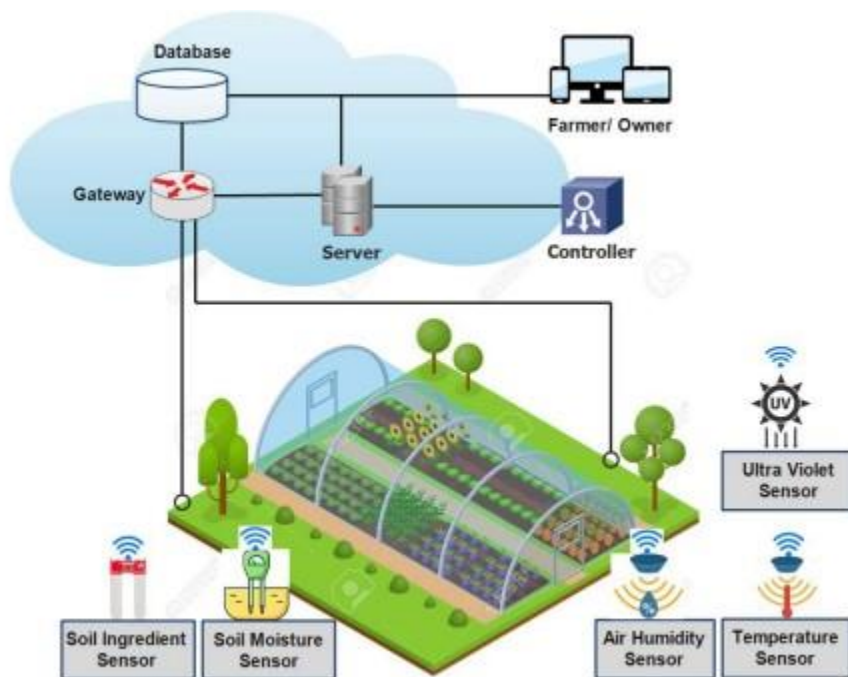 Database
Farmer/ Owner
Gateway
Server
Controller
UV
Ultra Violet
Sensor
Soil Ingredient
Sensor
Soil Moisture
Sensor
%
Air Humidity
Sensor
Temperature
Sensor